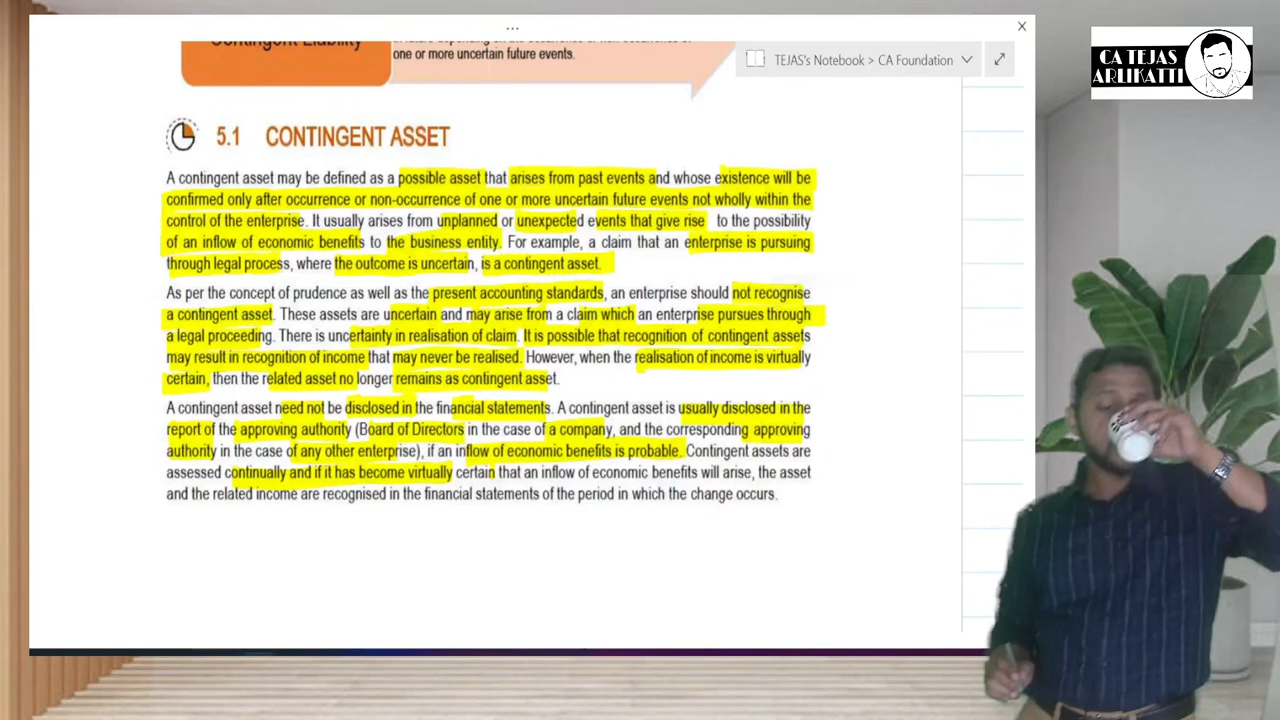 ...
X
Contingent Liability
one or more uncertain future events.
TEJAS's Notebook > CA Foundation
CA TEJAS
ARLIKATTI
5.1 CONTINGENT ASSET
A contingent asset may be defined as a possible asset that arises from past events and whose existence will be
confirmed only after occurrence or non-occurrence of one or more uncertain future events not wholly within the
control of the enterprise. It usually arises from unplanned or unexpected events that give rise to the possibility
of an inflow of economic benefits to the business entity. For example, a claim that an enterprise is pursuing
through legal process, where the outcome is uncertain, is a contingent asset.
As per the concept of prudence as well as the present accounting standards, an enterprise should not recognise
a contingent asset. These assets are uncertain and may arise from a claim which an enterprise pursues through
a legal proceeding. There is uncertainty in realisation of claim. It is possible that recognition of contingent assets
may result in recognition of income that may never be realised. However, when the realisation of income is virtually
certain, then the related asset no longer remains as contingent asset.
A contingent asset need not be disclosed in the financial statements. A contingent asset is usually disclosed in the
report of the approving authority (Board of Directors in the case of a company, and the corresponding approving
authority in the case of any other enterprise), if an inflow of economic benefits is probable. Contingent assets are
assessed continually and if it has become virtually certain that an inflow of economic benefits will arise, the asset
and the related income are recognised in the financial statements of the period in which the change occurs.